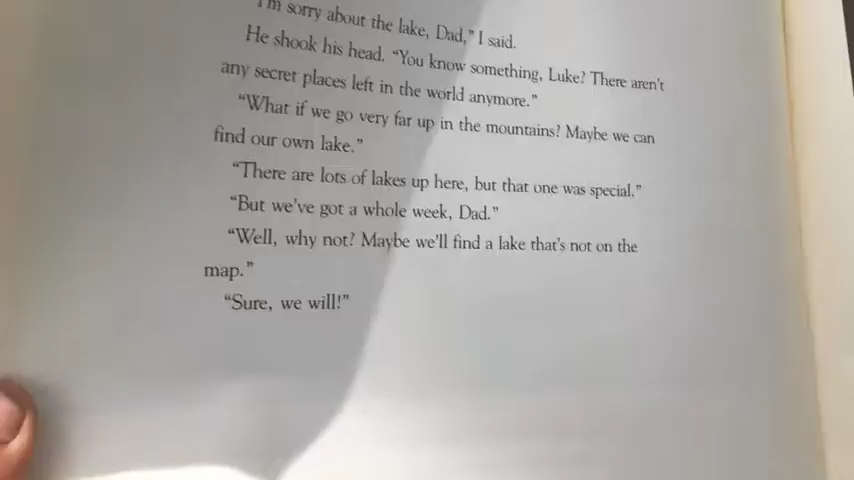 I'm sorry about the lake, Dad,” I said.
He shook his head. “You know something, Luke? There aren't
any secret places left in the world anymore.”
“What if we go very far up in the mountains? Maybe we can
find our own lake.”
“There are lots of lakes up here, but that one was special.”
“But we've got a whole week, Dad.”
“Well, why not? Maybe we'll find a lake that's not on the
map.”
“Sure, we will!”